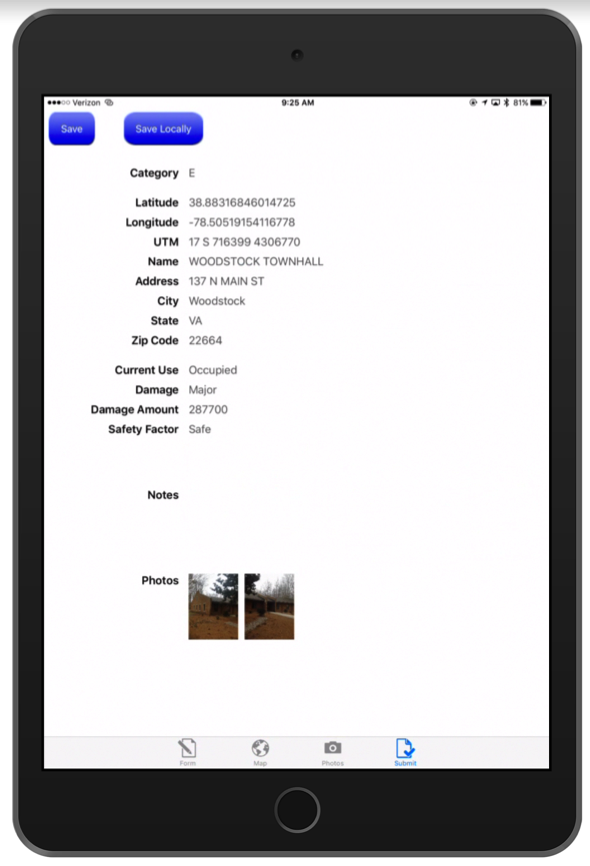 Verizon 9:25 AM 81%
Save Save Locally
Category E
Latitude 38.88316846014725
Longitude -78.50519154116778
UTM 17 S 716399 4306770
Name WOODSTOCK TOWNHALL
Address 137 N MAIN ST
City Woodstock
State VA
Zip Code 22664
Current Use Occupied
Damage Major
Damage Amount 287700
Safety Factor Safe
Notes
Photos
Form Map Photos Submit